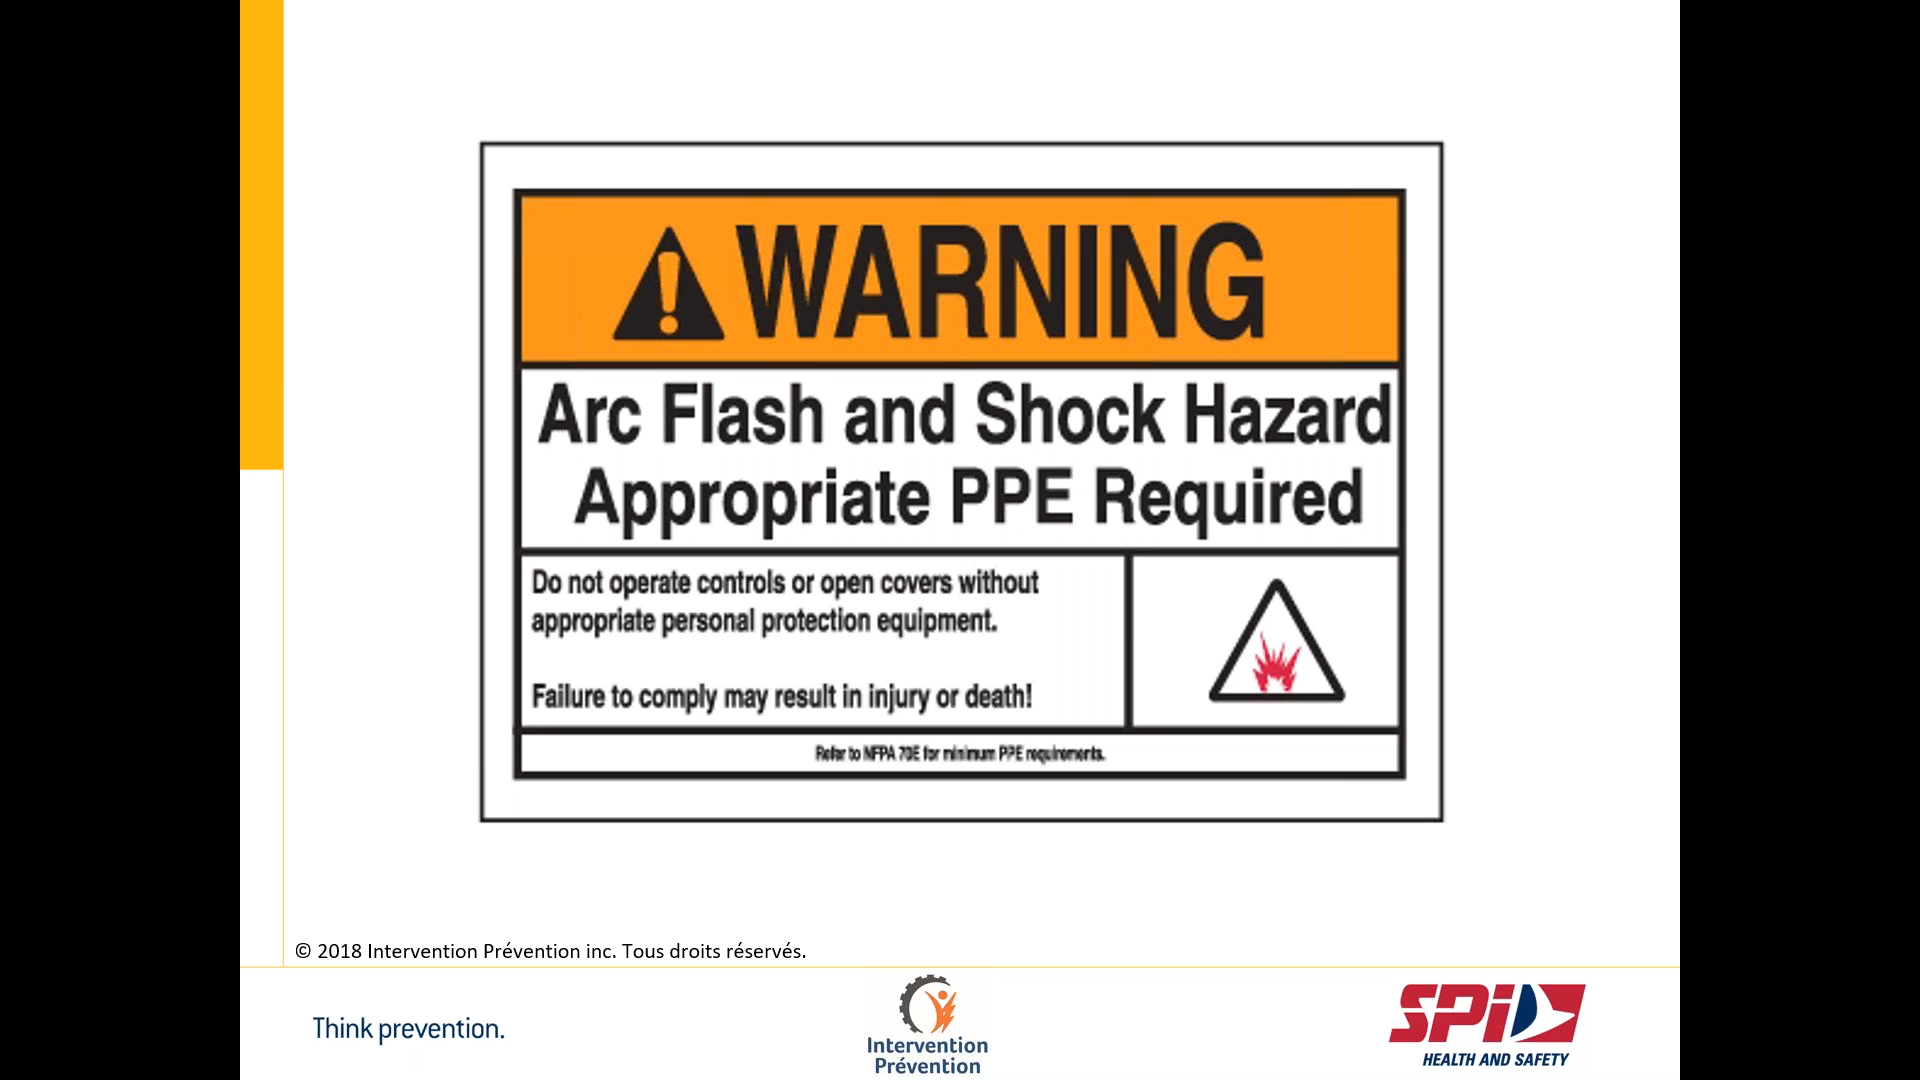 WARNING
Arc Flash and Shock Hazard
Appropriate PPE Required
Do not operate controls or open covers without
appropriate personal protection equipment.
Failure to comply may result in injury or death!
Refer to NFPA 70E for minimum PPE requirements.
© 2018 Intervention Prévention inc. Tous droits réservés.
Think prevention.
Intervention
Prévention
SPi
HEALTH AND SAFETY